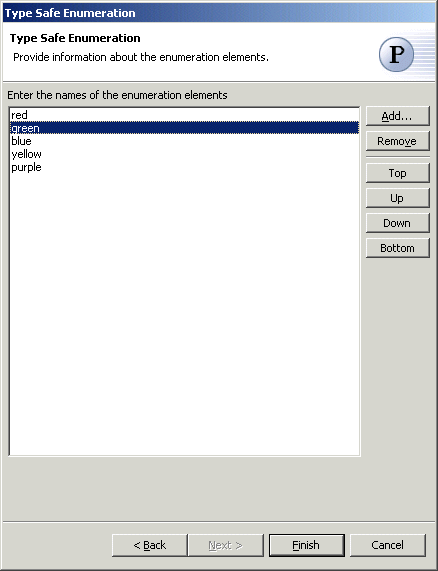 Type Safe Enumeration
Type Safe Enumeration
Provide information about the enumeration elements.
P
Enter the names of the enumeration elements
red
green
blue
yellow
purple
Add...
Remove
Top
Up
Down
Bottom
< Back
Next >
Finish
Cancel